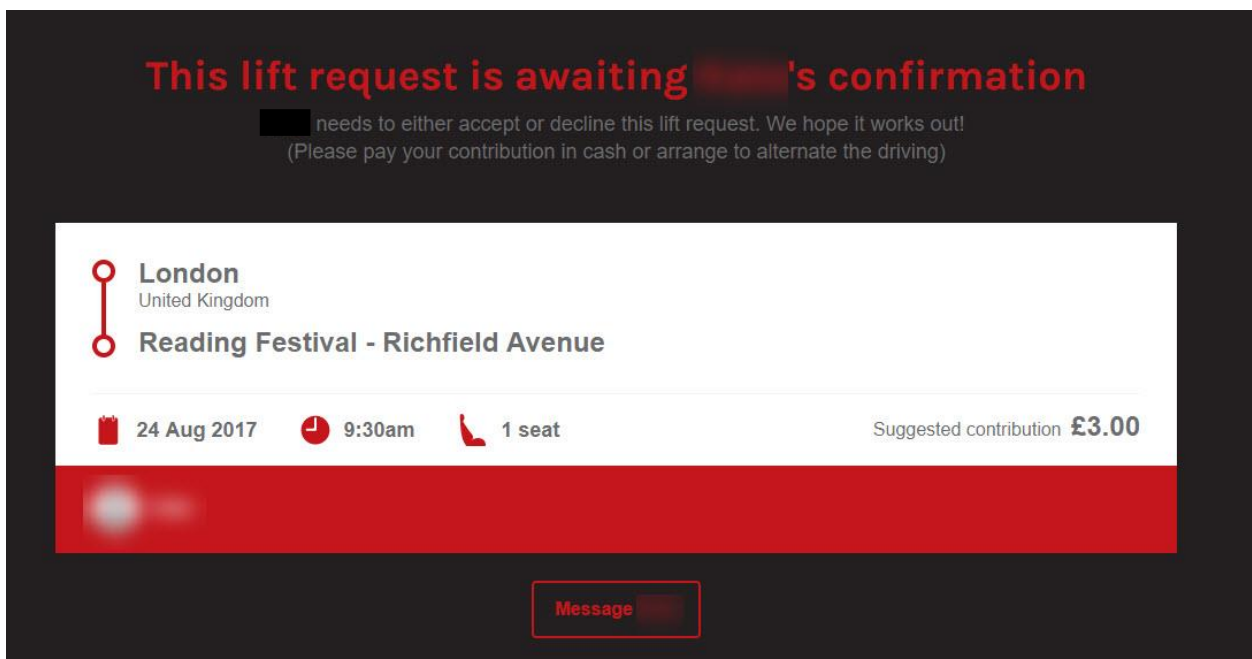 This lift request is awaiting 's confirmation
needs to either accept or decline this lift request. We hope it works out!
(Please pay your contribution in cash or arrange to alternate the driving)
London
United Kingdom
Reading Festival - Richfield Avenue
24 Aug 2017 9:30am 1 seat Suggested contribution £3.00
Message